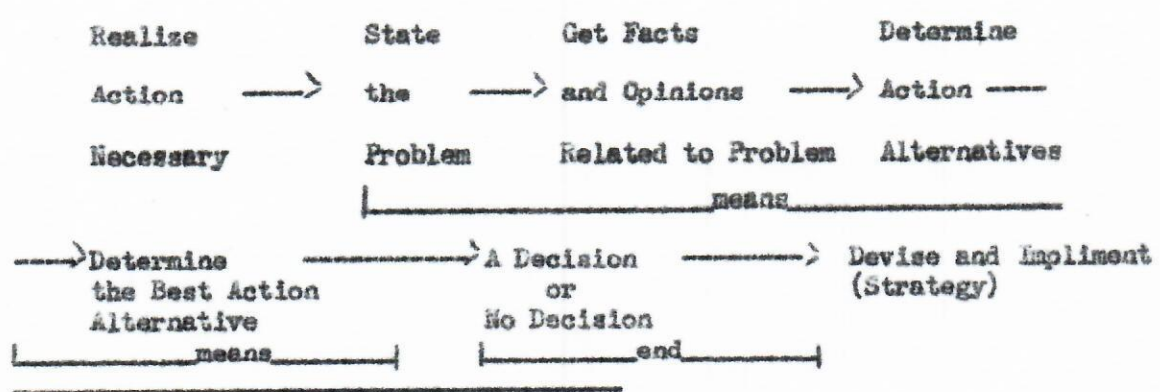 Realize State Get Facts Determine
Action ----> the ----> and Opinions ----> Action ----
Necessary Problem Related to Problem Alternatives
means
---->Determine ----> A Decision ----> Devise and Impliment
the Best Action or (Strategy)
Alternative No Decision
means end